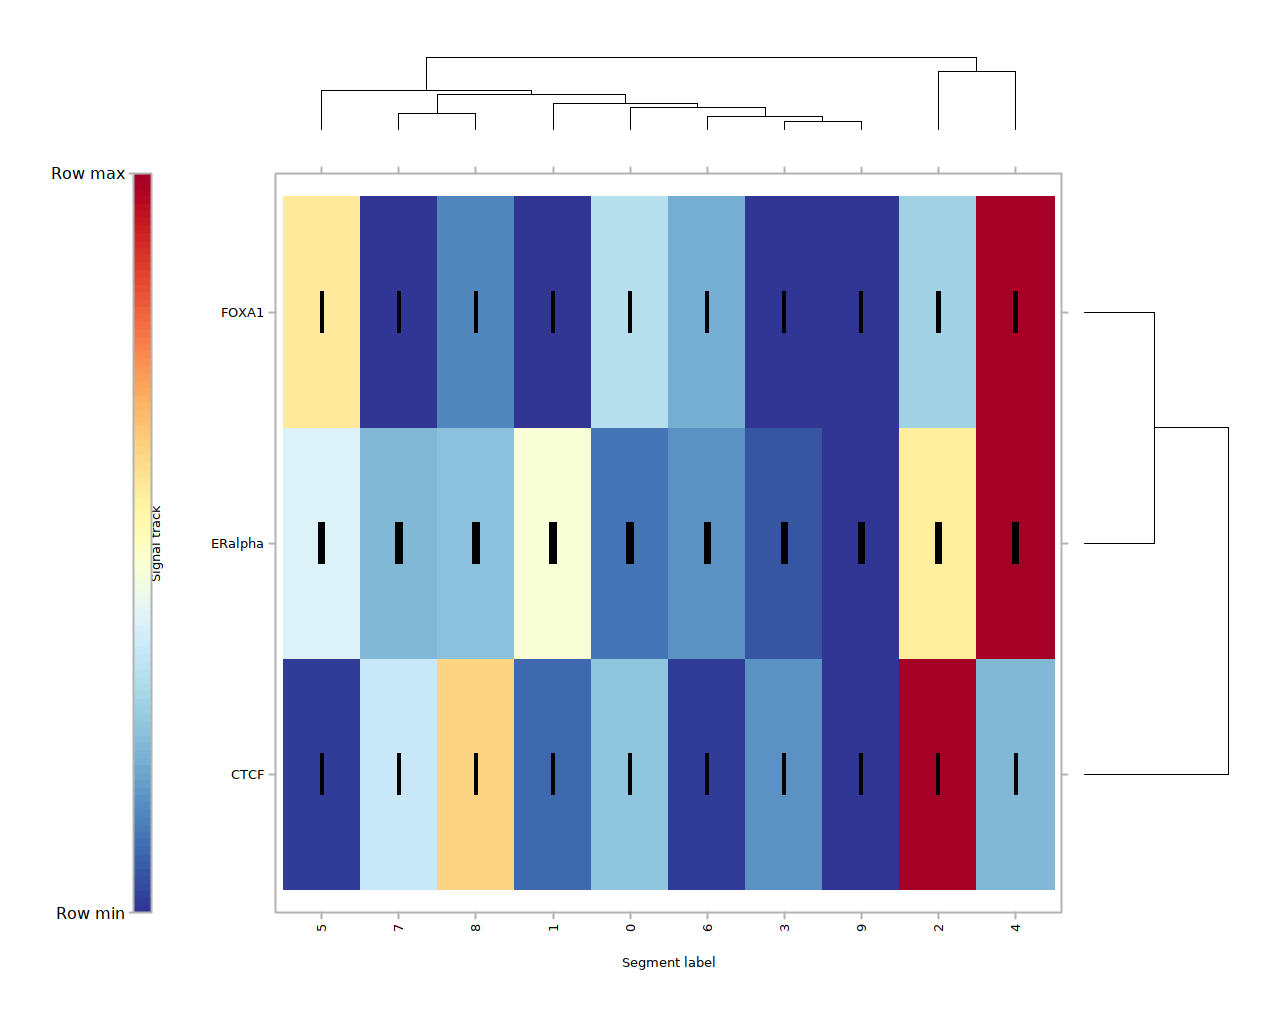 Row max
Signal track
Row min
FOXA1
ERalpha
CTCF
5 7 8 1 0 6 3 9 2 4
Segment label